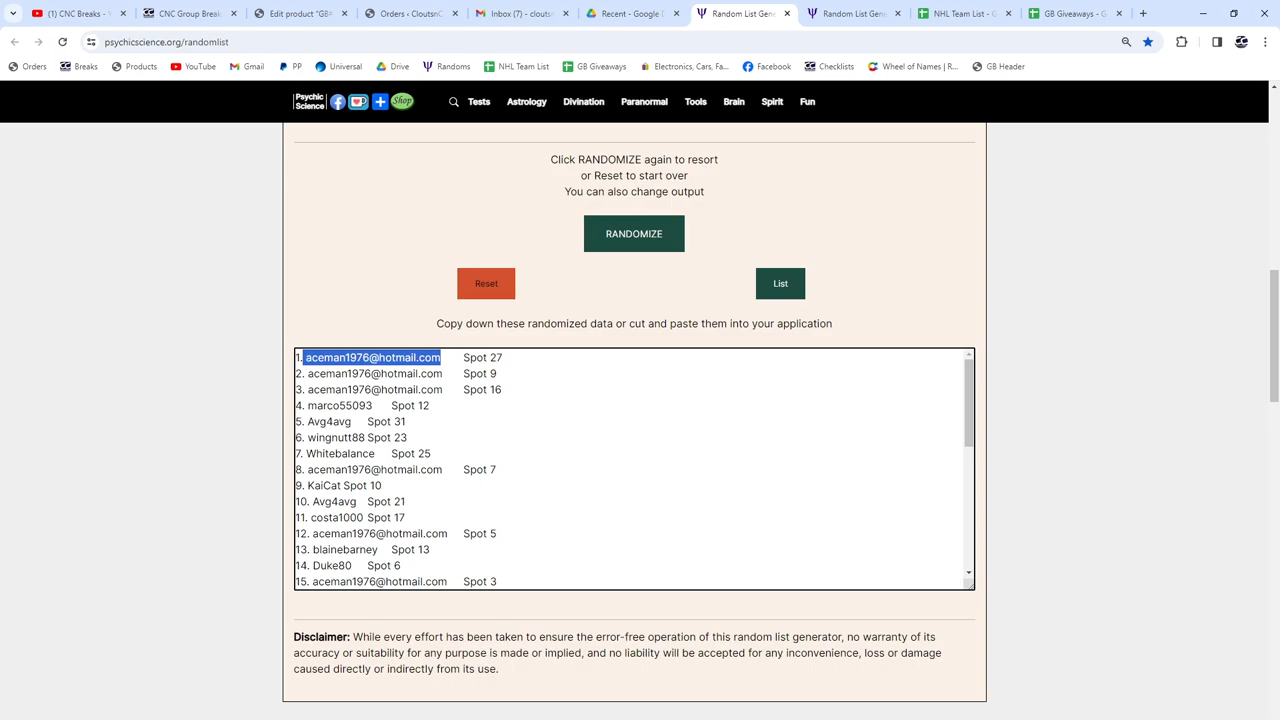 (1) CNC Breaks -
CNC Group Break
Edit product "GB
Orders ‹ CloutsnC
Inbox (7) - clouts
Recent - Google
Random List Gene
Random List Gene
NHL Team List - G
GB Giveaways - G
psychicscience.org/randomlist
Orders Breaks Products YouTube Gmail PP Universal Drive Randoms NHL Team List GB Giveaways Electronics, Cars, Fa... Facebook Checklists Wheel of Names | R... GB Header
Psychic Science Shop Tests Astrology Divination Paranormal Tools Brain Spirit Fun
Click RANDOMIZE again to resort
or Reset to start over
You can also change output
RANDOMIZE
Reset List
Copy down these randomized data or cut and paste them into your application
1. aceman1976@hotmail.com Spot 27
2. aceman1976@hotmail.com Spot 9
3. aceman1976@hotmail.com Spot 16
4. marco55093 Spot 12
5. Avg4avg Spot 31
6. wingnutt88 Spot 23
7. Whitebalance Spot 25
8. aceman1976@hotmail.com Spot 7
9. KaiCat Spot 10
10. Avg4avg Spot 21
11. costa1000 Spot 17
12. aceman1976@hotmail.com Spot 5
13. blainebarney Spot 13
14. Duke80 Spot 6
15. aceman1976@hotmail.com Spot 3
Disclaimer: While every effort has been taken to ensure the error-free operation of this random list generator, no warranty of its
accuracy or suitability for any purpose is made or implied, and no liability will be accepted for any inconvenience, loss or damage
caused directly or indirectly from its use.